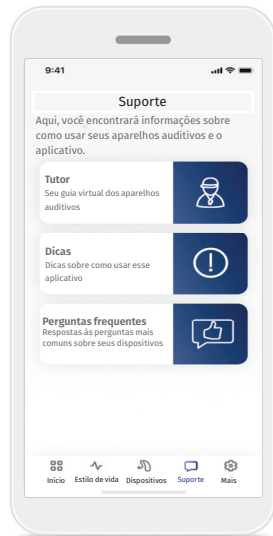 9:41
Suporte
Aqui, você encontrará informações sobre
como usar seus aparelhos auditivos e o
aplicativo.
Tutor
Seu guia virtual dos aparelhos
auditivos
Dicas
Dicas sobre como usar esse
aplicativo
Perguntas frequentes
Respostas às perguntas mais
comuns sobre seus dispositivos
Início Estilo de vida Dispositivos Suporte Mais